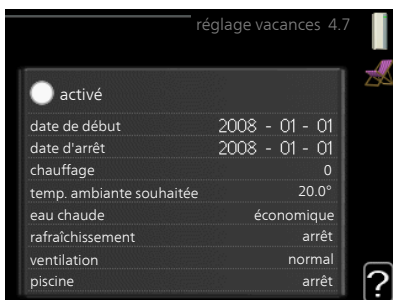 réglage vacances 4.7
activé
date de début 2008 - 01 - 01
date d'arrêt 2008 - 01 - 01
chauffage 0
temp. ambiante souhaitée 20.0°
eau chaude économique
rafraîchissement arrêt
ventilation normal
piscine arrêt
?